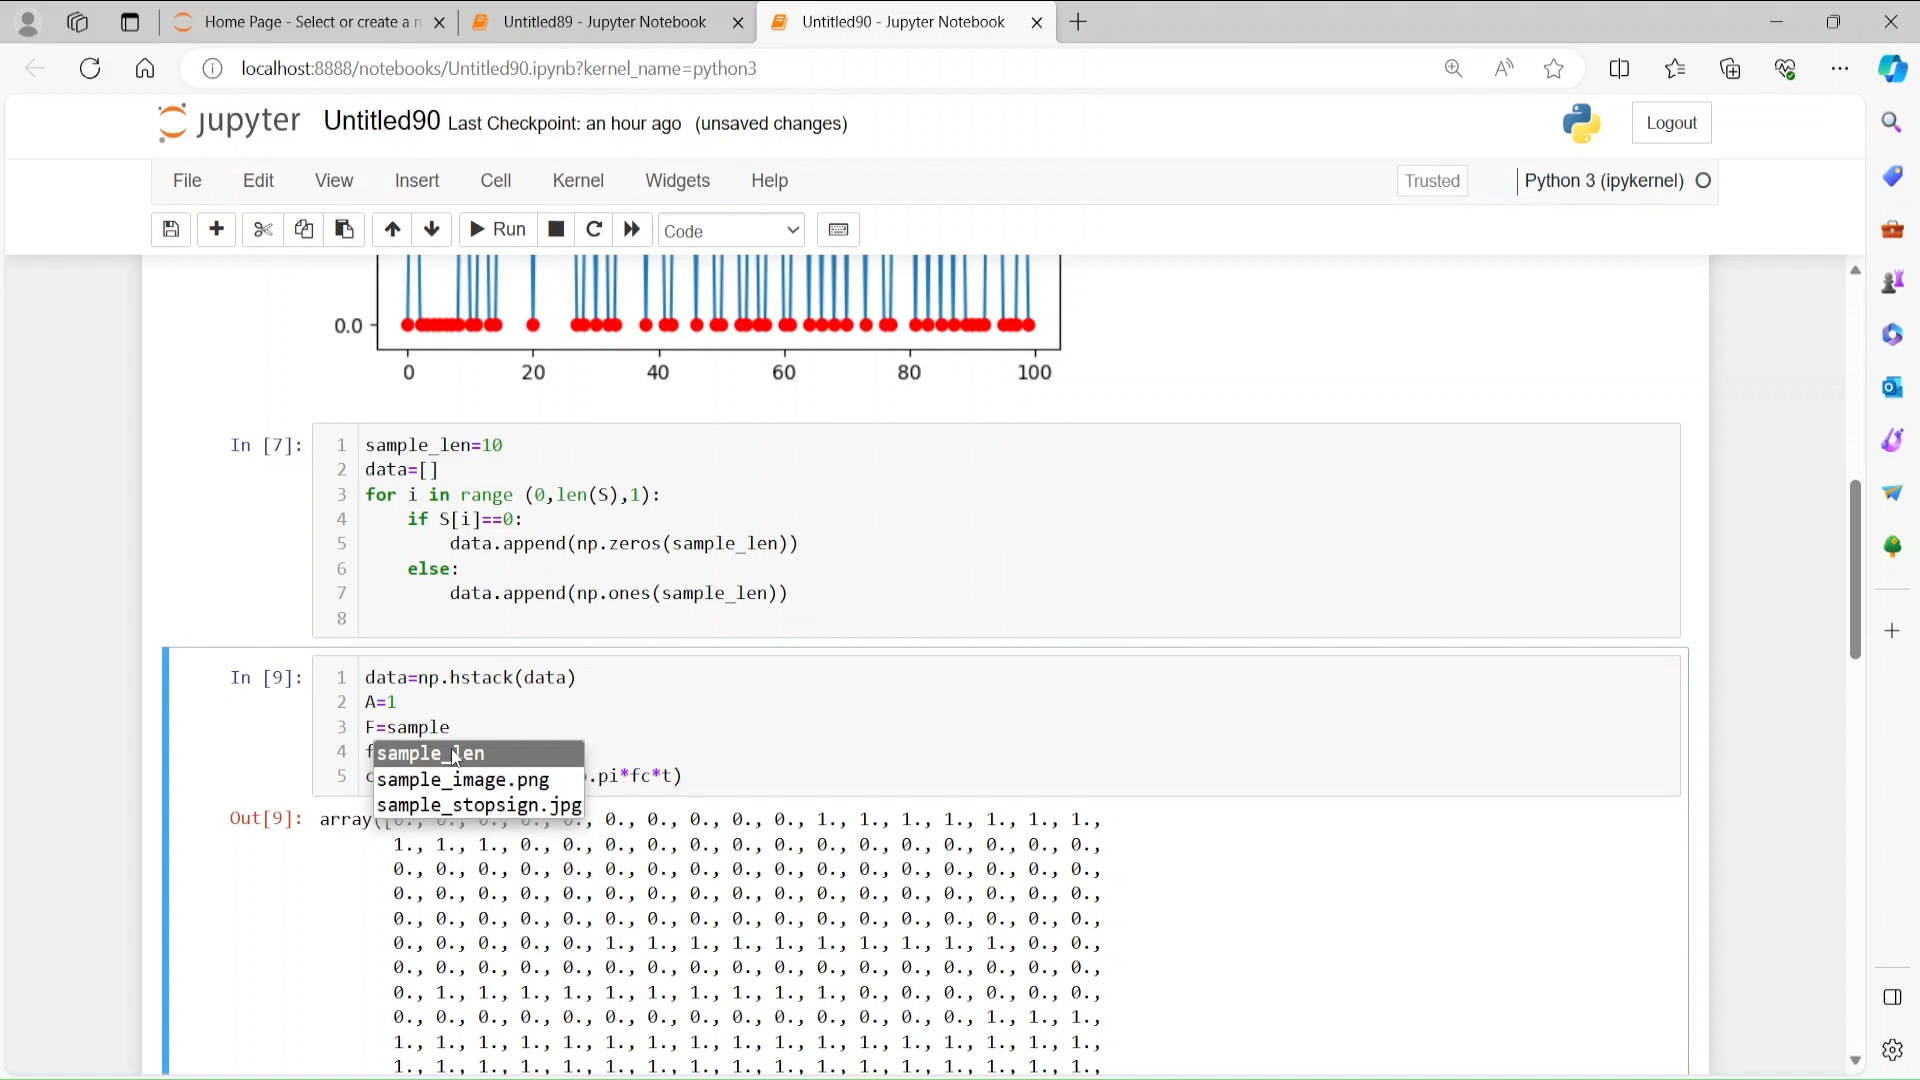 Home Page - Select or create a n
Untitled89 - Jupyter Notebook
Untitled90 - Jupyter Notebook
localhost:8888/notebooks/Untitled90.ipynb?kernel_name=python3
jupyter Untitled90 Last Checkpoint: an hour ago (unsaved changes)
Logout
File Edit View Insert Cell Kernel Widgets Help
Trusted
Python 3 (ipykernel)
Run
Code
0.0
0 20 40 60 80 100
In [7]:
1 sample_len=10
2 data=[]
3 for i in range (0,len(S),1):
4 if S[i]==0:
5 data.append(np.zeros(sample_len))
6 else:
7 data.append(np.ones(sample_len))
8
In [9]:
1 data=np.hstack(data)
2 A=1
3 F=sample
4 f
5 c .pi*fc*t)
sample_len
sample_image.png
sample_stopsign.jpg
Out[9]: array([0., 0., 0., 0., 0., 0., 0., 0., 0., 0., 1., 1., 1., 1., 1., 1., 1.,
1., 1., 1., 0., 0., 0., 0., 0., 0., 0., 0., 0., 0., 0., 0., 0., 0.,
0., 0., 0., 0., 0., 0., 0., 0., 0., 0., 0., 0., 0., 0., 0., 0., 0.,
0., 0., 0., 0., 0., 0., 0., 0., 0., 0., 0., 0., 0., 0., 0., 0., 0.,
0., 0., 0., 0., 0., 0., 0., 0., 0., 0., 0., 0., 0., 0., 0., 0., 0.,
0., 0., 0., 0., 0., 1., 1., 1., 1., 1., 1., 1., 1., 1., 1., 0., 0.,
0., 0., 0., 0., 0., 0., 0., 0., 0., 0., 0., 0., 0., 0., 0., 0., 0.,
0., 1., 1., 1., 1., 1., 1., 1., 1., 1., 1., 0., 0., 0., 0., 0., 0.,
0., 0., 0., 0., 0., 0., 0., 0., 0., 0., 0., 0., 0., 0., 1., 1., 1.,
1., 1., 1., 1., 1., 1., 1., 1., 1., 1., 1., 1., 1., 1., 1., 1., 1.,
1., 1., 1., 1., 1., 1., 1., 1., 1., 1., 1., 1., 1., 1., 1., 1., 1.,